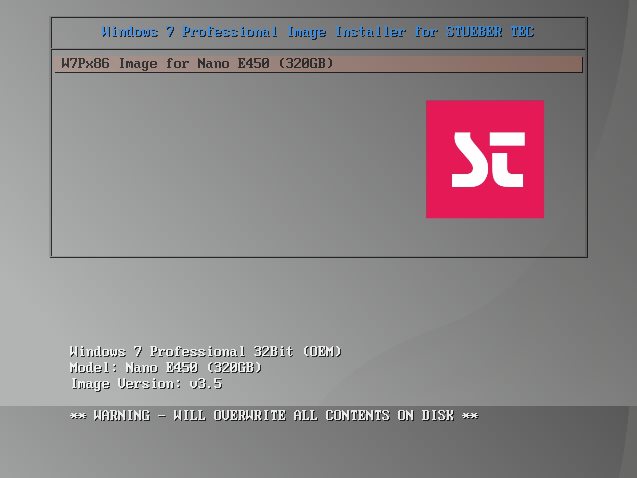 Windows 7 Professional Image Installer for STUEBER TEC
W7Px86 Image for Nano E450 (320GB)
St
Windows 7 Professional 32Bit (OEM)
Model: Nano E450 (320GB)
Image Version: v3.5
** WARNING - WILL OVERWRITE ALL CONTENTS ON DISK **